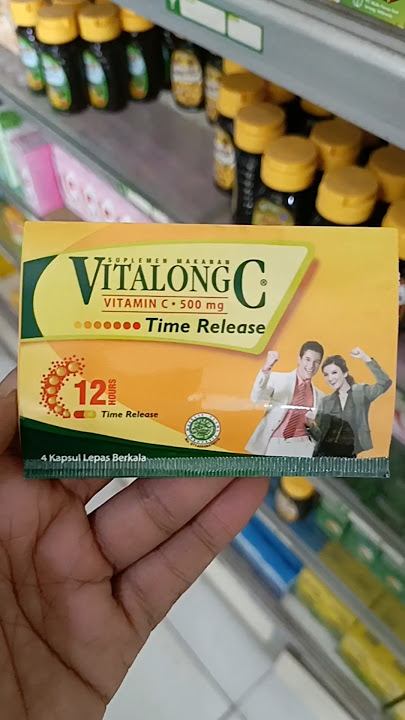 SUPLEMEN MAKANAN
VITALONG C®
VITAMIN C • 500 mg
Time Release
12 HOURS
Time Release
4 Kapsul Lepas Berkala